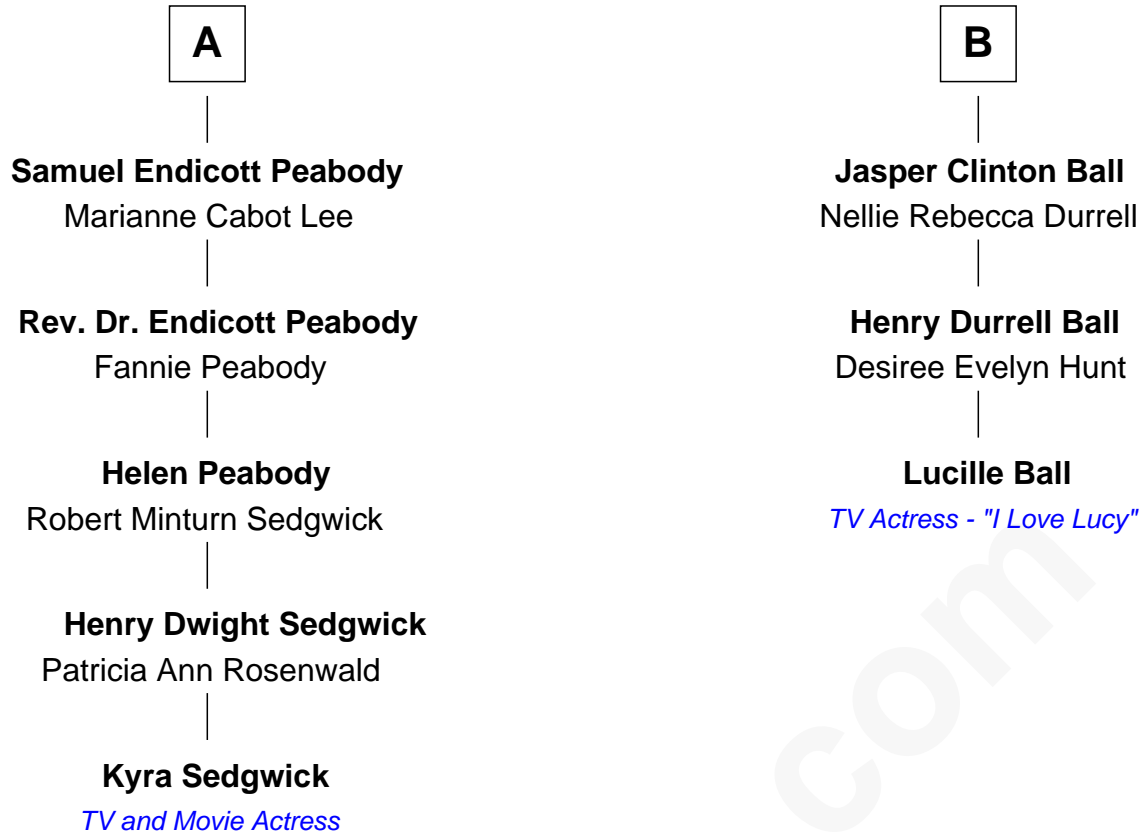 A
Samuel Endicott Peabody
Marianne Cabot Lee
Rev. Dr. Endicott Peabody
Fannie Peabody
Helen Peabody
Robert Minturn Sedgwick
Henry Dwight Sedgwick
Patricia Ann Rosenwald
Kyra Sedgwick
TV and Movie Actress
B
Jasper Clinton Ball
Nellie Rebecca Durrell
Henry Durrell Ball
Desiree Evelyn Hunt
Lucille Ball
TV Actress - "I Love Lucy"
com